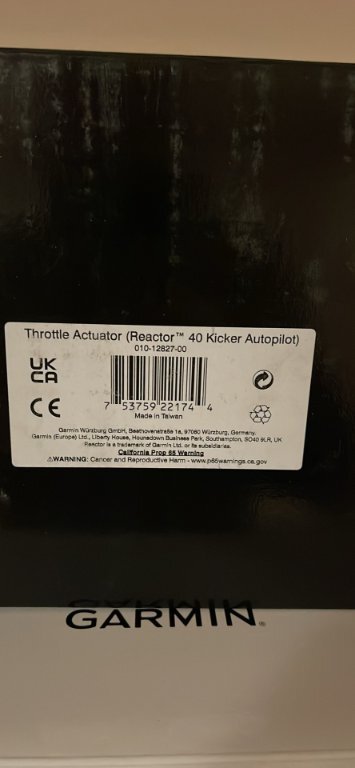 Throttle Actuator (Reactor™ 40 Kicker Autopilot)
010-12827-00
UK
CA
CE
7 53759 22174 4
Made in Taiwan
Garmin Würzburg GmbH, Beethovenstraße 1a, 97080 Würzburg, Germany.
Garmin (Europe) Ltd., Liberty House, Hounsdown Business Park, Southampton, SO40 9LR, UK
Reactor is a trademark of Garmin Ltd. or its subsidiaries.
California Prop 65 Warning
⚠WARNING: Cancer and Reproductive Harm - www.p65warnings.ca.gov
GARMIN®